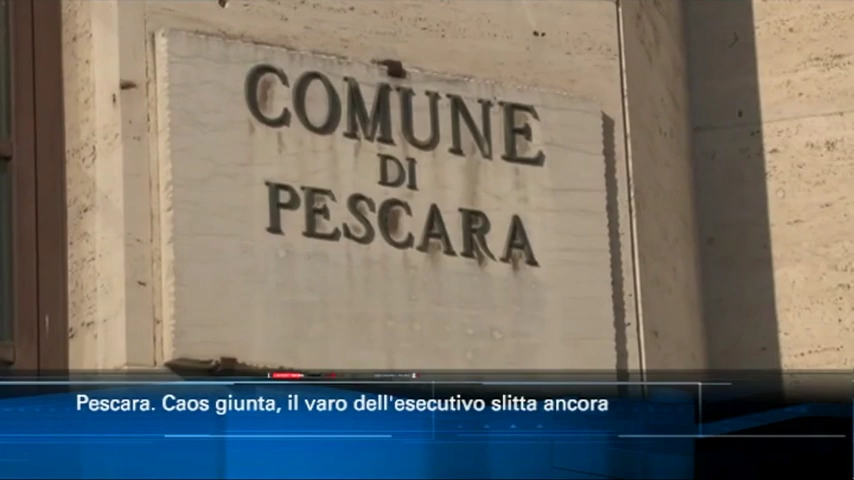 COMUNE
DI
PESCARA
Pescara. Caos giunta, il varo dell'esecutivo slitta ancora